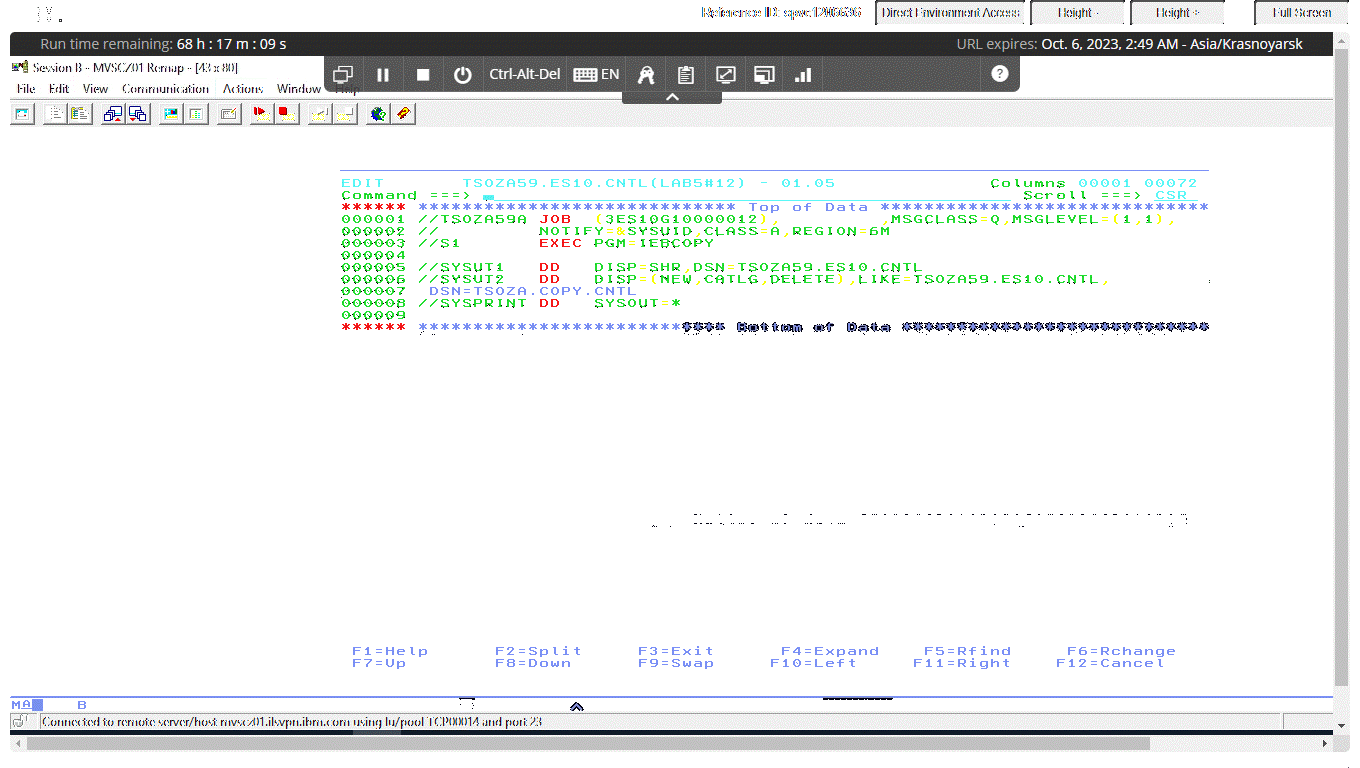 Reference ID: Direct Environment Access Height - Height + Full Screen
Run time remaining: 68 h : 17 m : 09 s URL expires: Oct. 6, 2023, 2:49 AM - Asia/Krasnoyarsk
Session B - MVSCZ01 Remap - [43 x 80]
Ctrl-Alt-Del EN ?
File Edit View Communication Actions Window Help
EDIT TSOZA59.ES10.CNTL(LAB5#12) - 01.05 Columns 00001 00072
Command ===> Scroll ===> CSR
****** ***************************** Top of Data ******************************
000001 //TSOZA59A JOB (3ES10G10000012), ,MSGCLASS=Q,MSGLEVEL=(1,1),
000002 // NOTIFY=&SYSUID,CLASS=A,REGION=6M
000003 //S1 EXEC PGM=IEBCOPY
000004
000005 //SYSUT1 DD DISP=SHR,DSN=TSOZA59.ES10.CNTL
000006 //SYSUT2 DD DISP=(NEW,CATLG,DELETE),LIKE=TSOZA59.ES10.CNTL,
000007 DSN=TSOZA.COPY.CNTL
000008 //SYSPRINT DD SYSOUT=*
000009
****** **************************** Bottom of Data ****************************
F1=Help F2=Split F3=Exit F4=Expand F5=Rfind F6=Rchange
F7=Up F8=Down F9=Swap F10=Left F11=Right F12=Cancel
MA B
Connected to remote server/host mvscz01.ilsvpn.ibm.com using lu/pool TCP00014 and port 23